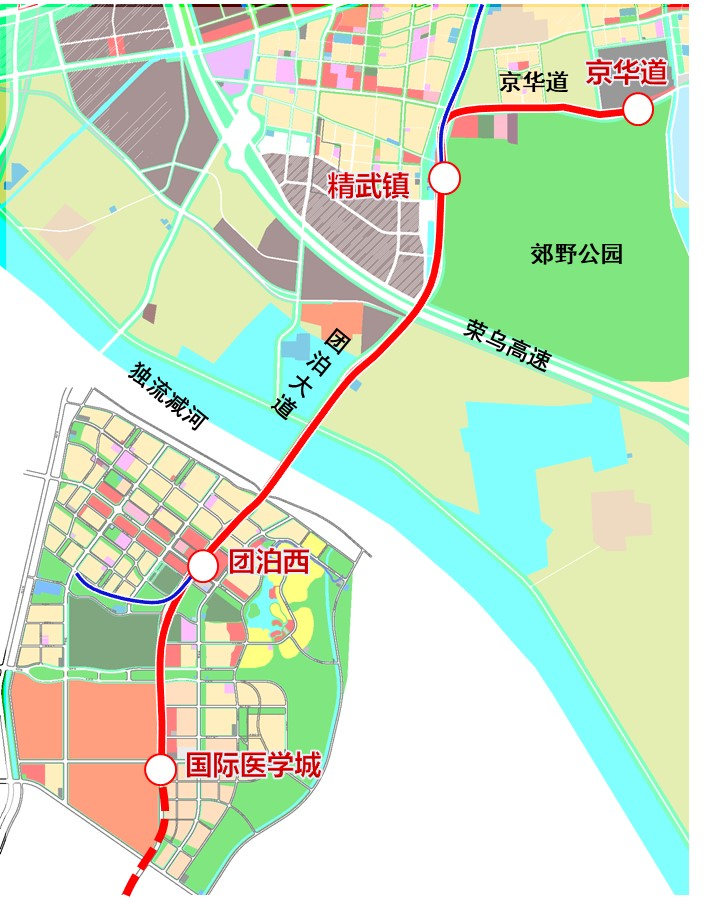 京华道
京华道
精武镇
郊野公园
荣乌高速
团泊大道
独流减河
团泊西
国际医学城